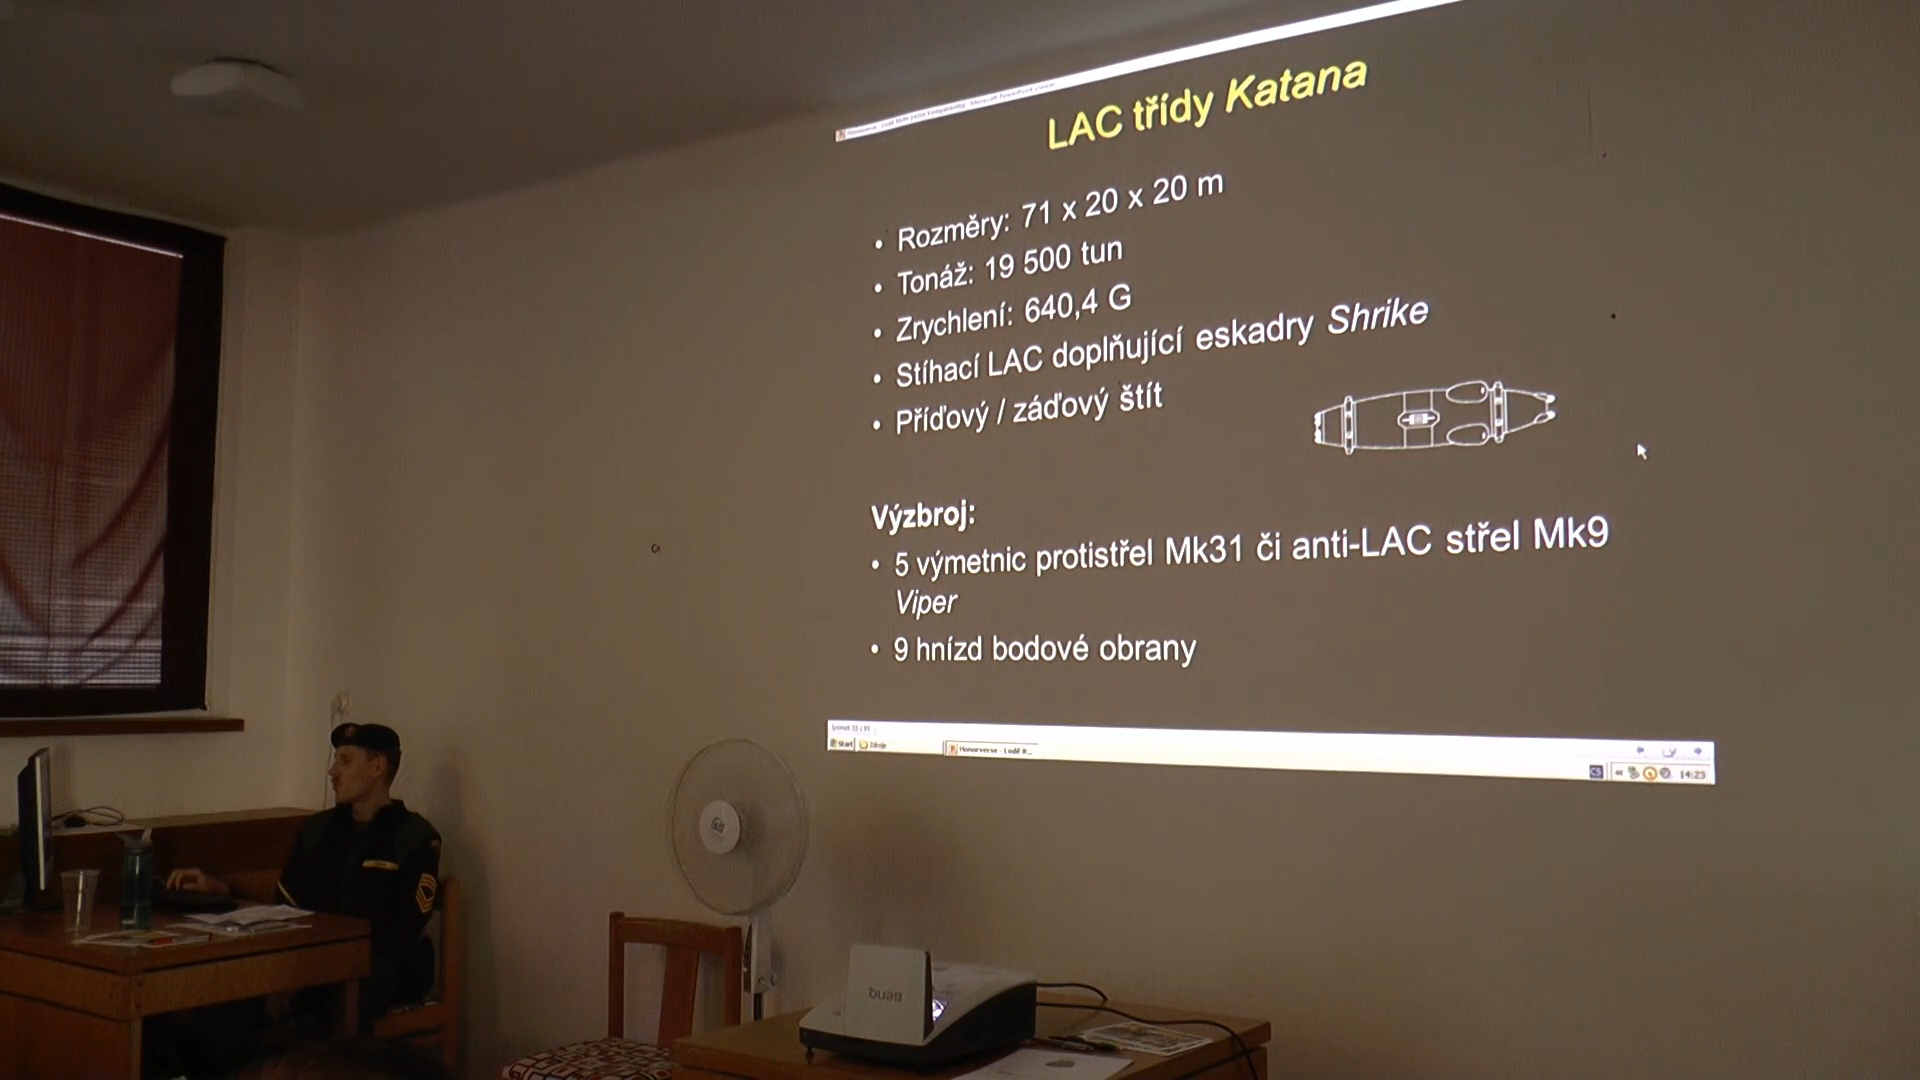 LAC třídy Katana
• Rozměry: 71 x 20 x 20 m
• Tonáž: 19 500 tun
• Zrychlení: 640,4 G
• Stíhací LAC doplňující eskadry Shrike
• Příďový / záďový štít
Výzbroj:
• 5 výmetnic protistřel Mk31 či anti-LAC střel Mk9
Viper
• 9 hnízd bodové obrany
Start
Zdroje
Honorverse - Lodě R...
CS
14:23
BenQ